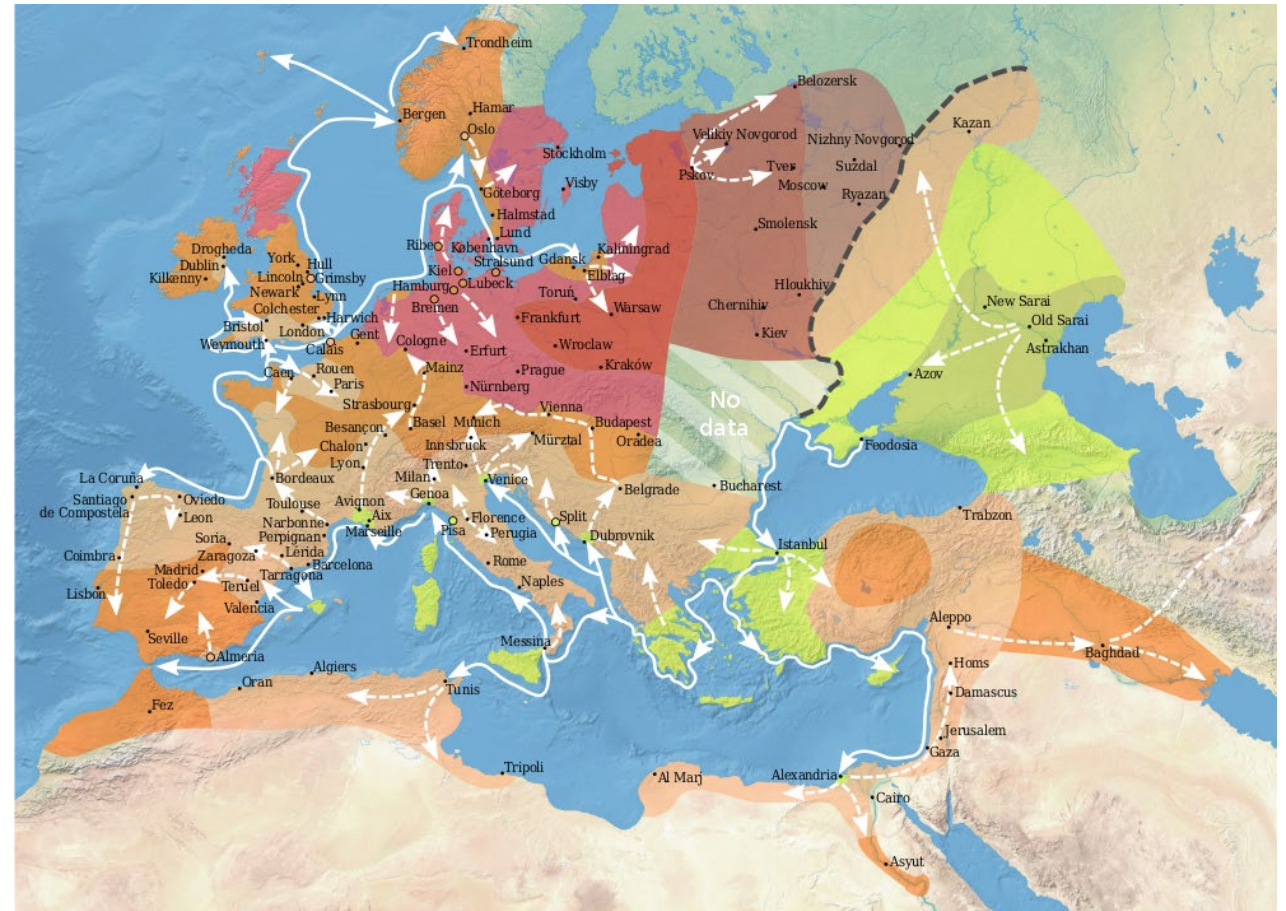 Trondheim
Belozersk
Bergen
Hamar
Oslo
Kazan
Velikiy Novgorod
Nizhny Novgorod
Stockholm
Pskov
Tver
Suzdal
Moscow
Visby
Göteborg
Ryazan
Halmstad
Smolensk
Drogheda
Dublin
Kilkenny
York
Hull
Lincoln
Grimsby
Newark
Lynn
Ribe
København
Lund
Kaliningrad
Gdansk
Elbląg
Kiel
Stralsund
Hamburg
Lubeck
Bremen
Toruń
Warsaw
Hloukhiv
Chernihiv
Kiev
New Sarai
Old Sarai
Astrakhan
Colchester
Harwich
Bristol
London
Weymouth
Calais
Gent
Cologne
Frankfurt
Erfurt
Wroclaw
Prague
Kraków
Caen
Rouen
Paris
Mainz
Nürnberg
Azov
No
data
Strasbourg
Basel
Besançon
Chalon
Munich
Vienna
Innsbruck
Mürztal
Budapest
Oradea
Feodosia
La Coruña
Santiago
de Compostela
Oviedo
Leon
Bordeaux
Lyon
Trento
Milan
Venice
Genoa
Belgrade
Bucharest
Toulouse
Avignon
Aix
Marseille
Narbonne
Perpignan
Soria
Zaragoza
Lérida
Barcelona
Tarragona
Pisa
Florence
Perugia
Split
Dubrovnik
Istanbul
Trabzon
Coimbra
Madrid
Toledo
Teruel
Valencia
Lisbon
Seville
Almeria
Rome
Naples
Messina
Aleppo
Baghdad
Homs
Damascus
Jerusalem
Gaza
Algiers
Oran
Fez
Tunis
Tripoli
Al Marj
Alexandria
Cairo
Asyut